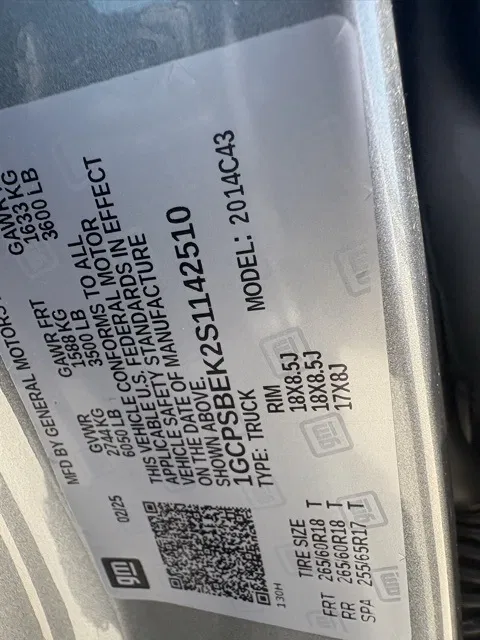 MFD BY GENERAL MOTORS
02/25
GVWR GAWR FRT GAWR
2744KG 1588 KG 1633 KG
6050 LB 3500 LB 3600 LB
THIS VEHICLE CONFORMS TO ALL
APPLICABLE U.S. FEDERAL MOTOR
VEHICLE SAFETY STANDARDS IN EFFECT
ON THE DATE OF MANUFACTURE
SHOWN ABOVE.
1GCPSBEK2S1142510
TYPE: TRUCK MODEL: 2014C43
gm
130H
TIRE SIZE RIM
FRT 265/60R18 T 18X8.5J
RR 265/60R18 T 18X8.5J
SPA 255/65R17 T 17X8J